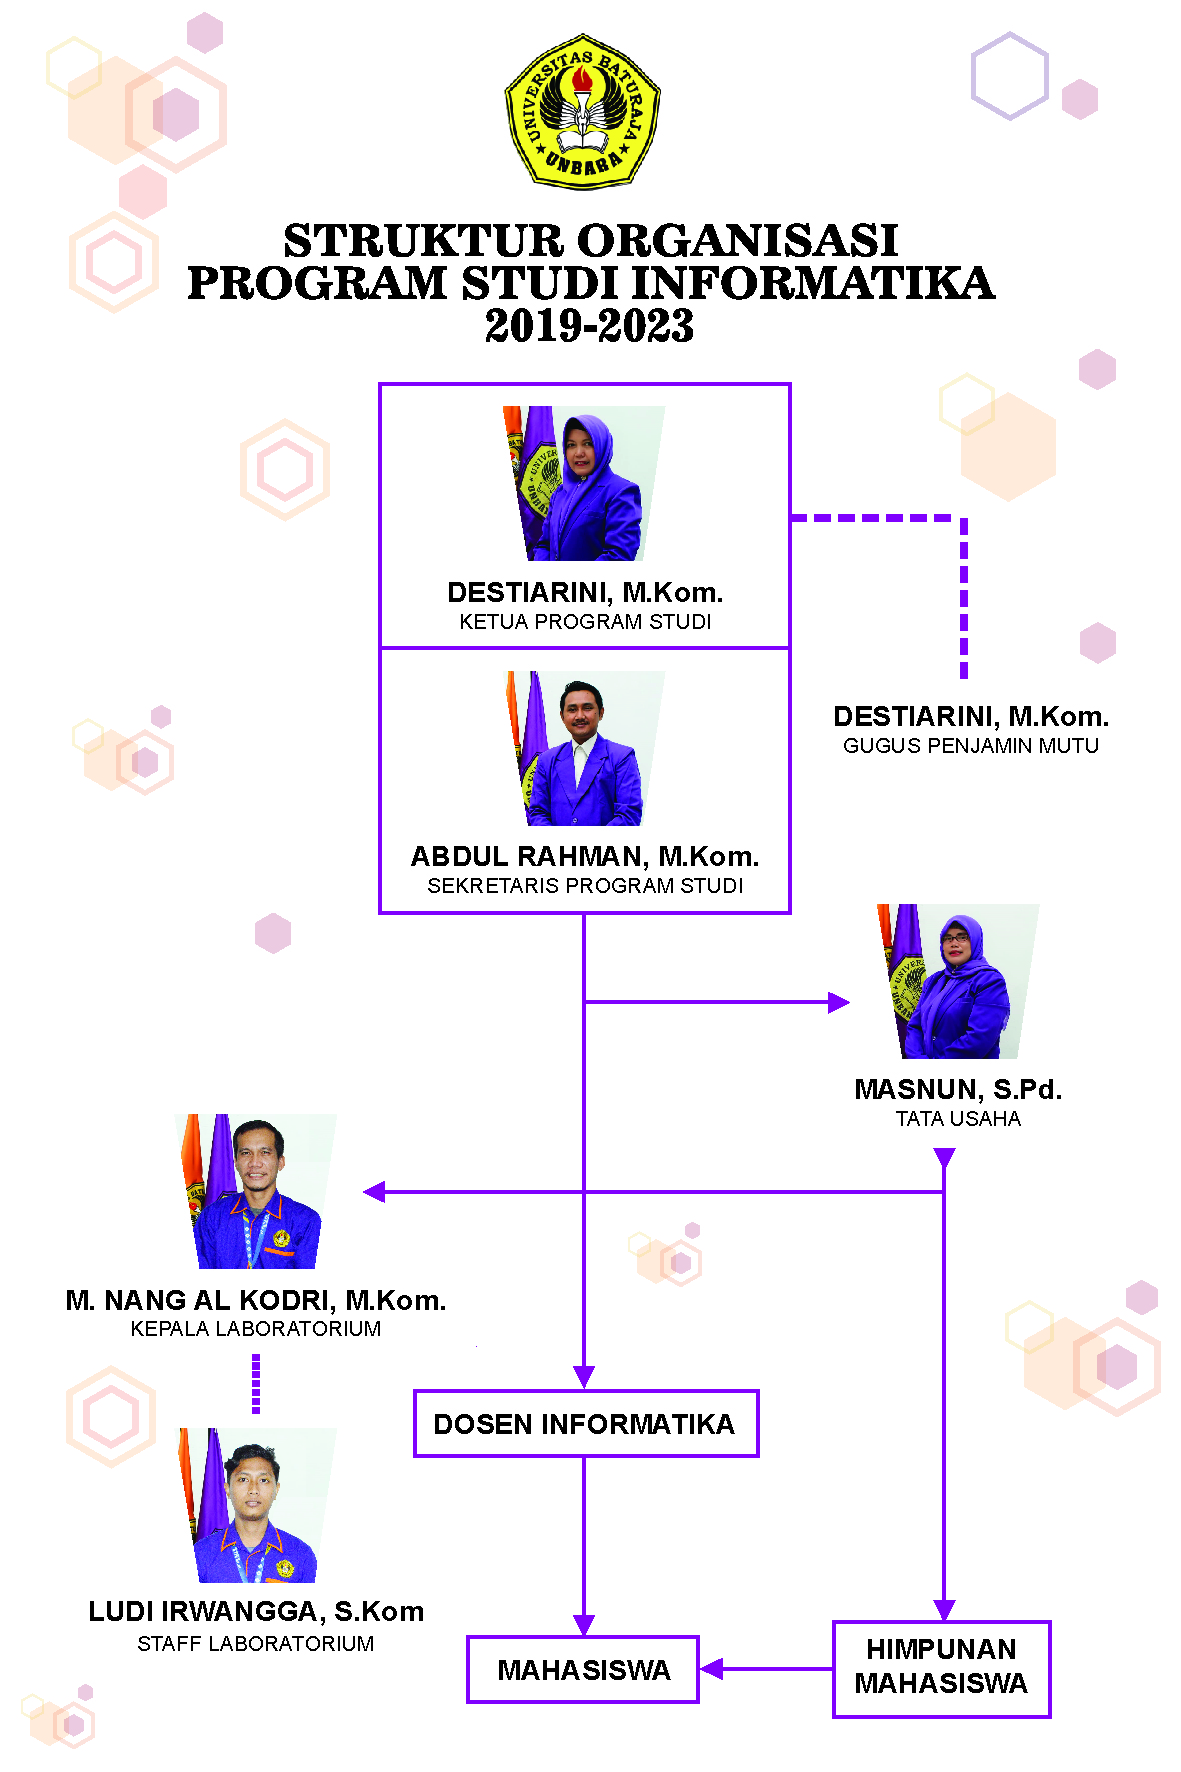 UNIVERSITAS BATURAJA
UNBARA
STRUKTUR ORGANISASI
PROGRAM STUDI INFORMATIKA
2019-2023
DESTIARINI, M.Kom.
KETUA PROGRAM STUDI
DESTIARINI, M.Kom.
GUGUS PENJAMIN MUTU
ABDUL RAHMAN, M.Kom.
SEKRETARIS PROGRAM STUDI
MASNUN, S.Pd.
TATA USAHA
M. NANG AL KODRI, M.Kom.
KEPALA LABORATORIUM
DOSEN INFORMATIKA
LUDI IRWANGGA, S.Kom
STAFF LABORATORIUM
MAHASISWA
HIMPUNAN
MAHASISWA